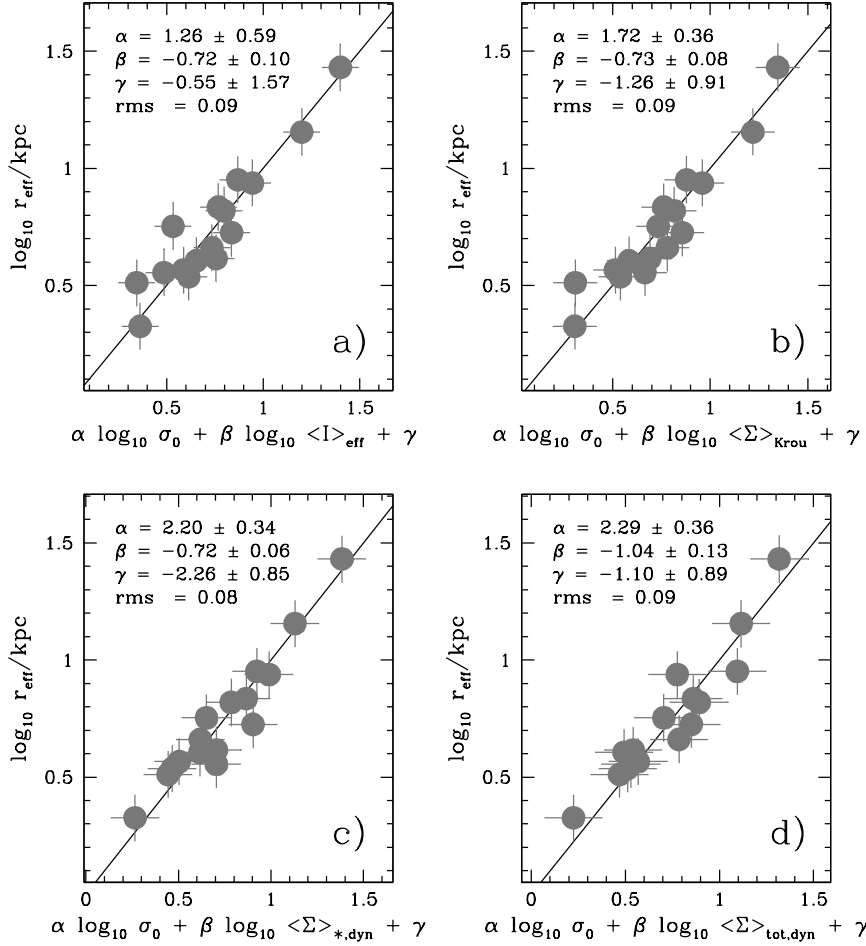 α = 1.26 ± 0.59
β = −0.72 ± 0.10
γ = −0.55 ± 1.57
rms = 0.09
1.5
1
0.5
log10 reff/kpc
a)
0.5 1 1.5
α log10 σ0 + β log10 <I>eff + γ
α = 1.72 ± 0.36
β = −0.73 ± 0.08
γ = −1.26 ± 0.91
rms = 0.09
1.5
1
0.5
log10 reff/kpc
b)
0.5 1 1.5
α log10 σ0 + β log10 <Σ>Krou + γ
α = 2.20 ± 0.34
β = −0.72 ± 0.06
γ = −2.26 ± 0.85
rms = 0.08
1.5
1
0.5
log10 reff/kpc
c)
0 0.5 1 1.5
α log10 σ0 + β log10 <Σ>*,dyn + γ
α = 2.29 ± 0.36
β = −1.04 ± 0.13
γ = −1.10 ± 0.89
rms = 0.09
1.5
1
0.5
log10 reff/kpc
d)
0 0.5 1 1.5
α log10 σ0 + β log10 <Σ>tot,dyn + γ